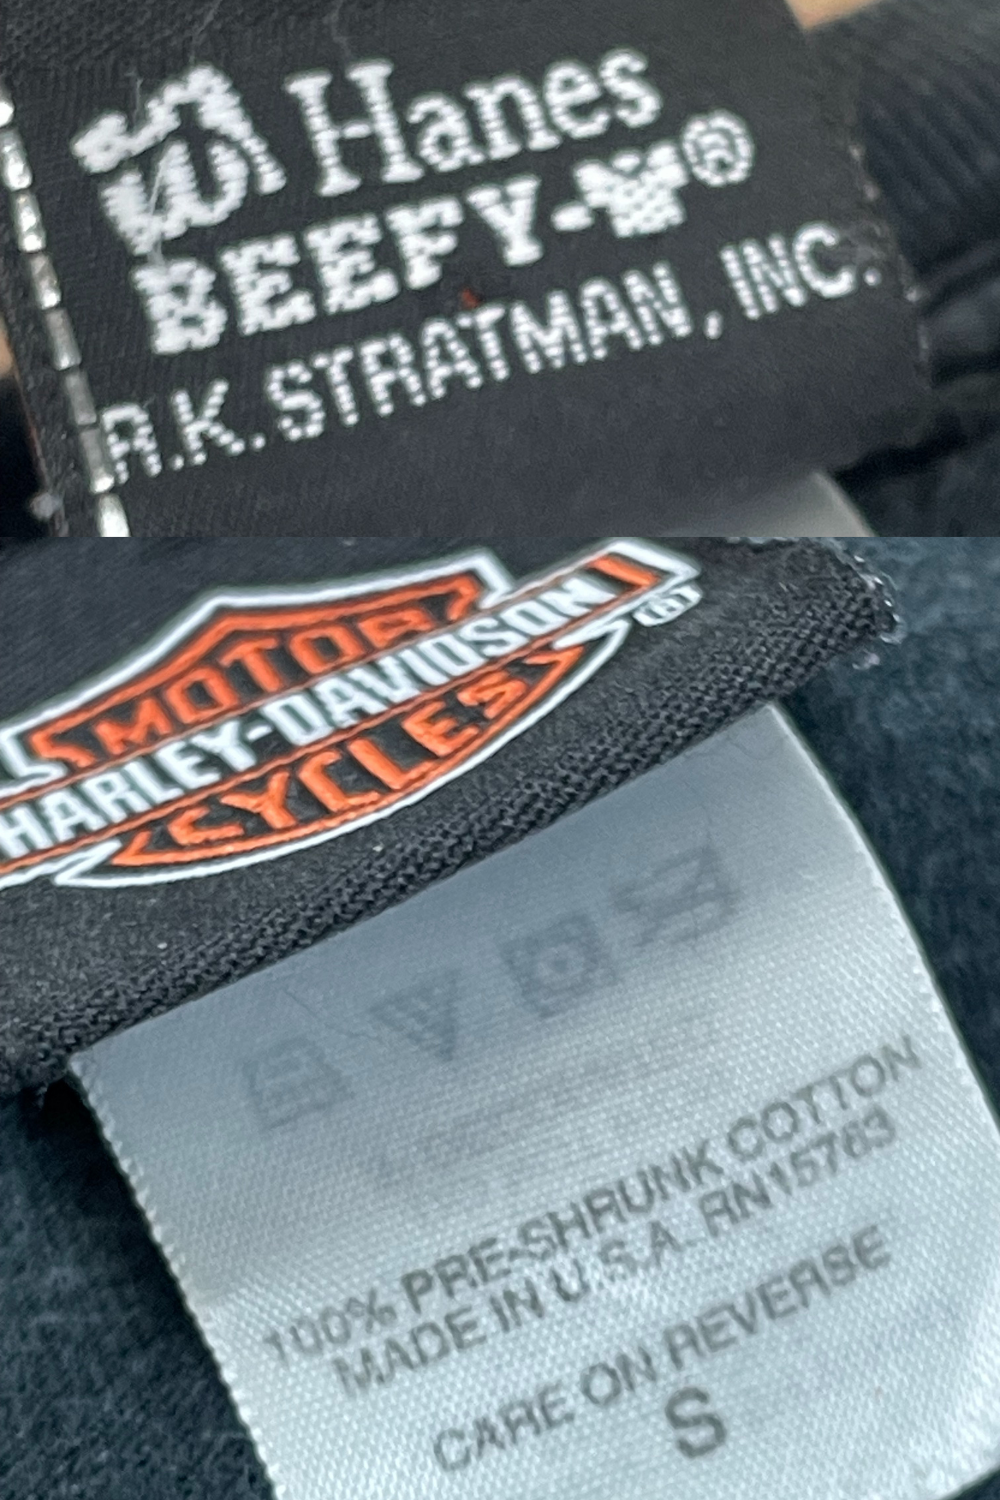 Hanes
BEEFY-T®
R.K. STRATMAN, INC.
MOTOR
HARLEY-DAVIDSON
CYCLES
®
100% PRE-SHRUNK COTTON
MADE IN U.S.A. RN15763
CARE ON REVERSE
S